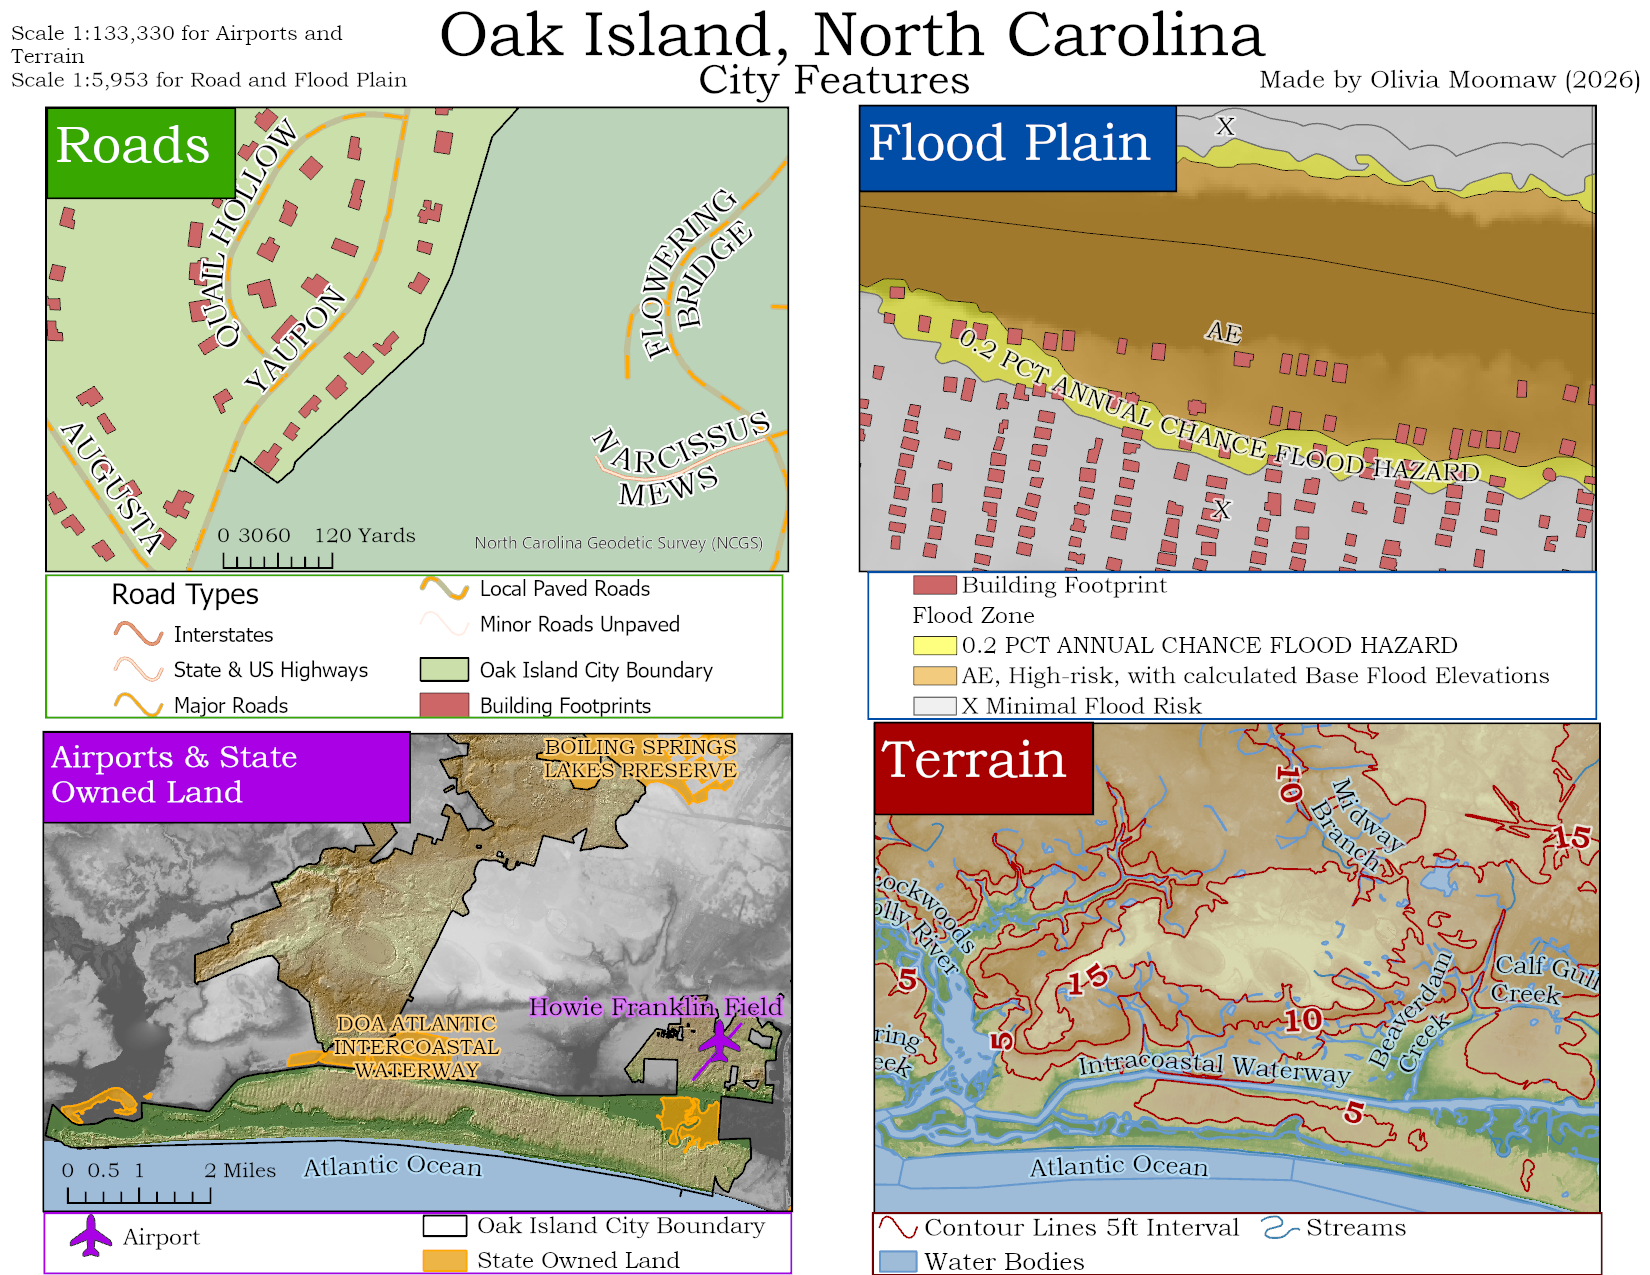 Scale 1:133,330 for Airports and
Terrain
Scale 1:5,953 for Road and Flood Plain
Oak Island, North Carolina
City Features
Made by Olivia Moomaw (2026)
Roads
QUAIL HOLLOW
YAUPON
AUGUSTA
FLOWERING
BRIDGE
NARCISSUS
MEWS
0 30 60 120 Yards
North Carolina Geodetic Survey (NCGS)
Road Types
Interstates
State & US Highways
Major Roads
Local Paved Roads
Minor Roads Unpaved
Oak Island City Boundary
Building Footprints
Flood Plain
X
AE
0.2 PCT ANNUAL CHANCE FLOOD HAZARD
X
Building Footprint
Flood Zone
0.2 PCT ANNUAL CHANCE FLOOD HAZARD
AE, High-risk, with calculated Base Flood Elevations
X Minimal Flood Risk
Airports & State
Owned Land
BOILING SPRINGS
LAKES PRESERVE
Howie Franklin Field
DOA ATLANTIC
INTERCOASTAL
WATERWAY
0 0.5 1 2 Miles
Atlantic Ocean
Airport
Oak Island City Boundary
State Owned Land
Terrain
10
Midway
Branch
15
Lockwoods
olly River
5
15
Calf Gull
Creek
Beaverdam
Creek
10
5
ring
eek
Intracoastal Waterway
5
Atlantic Ocean
Contour Lines 5ft Interval
Streams
Water Bodies